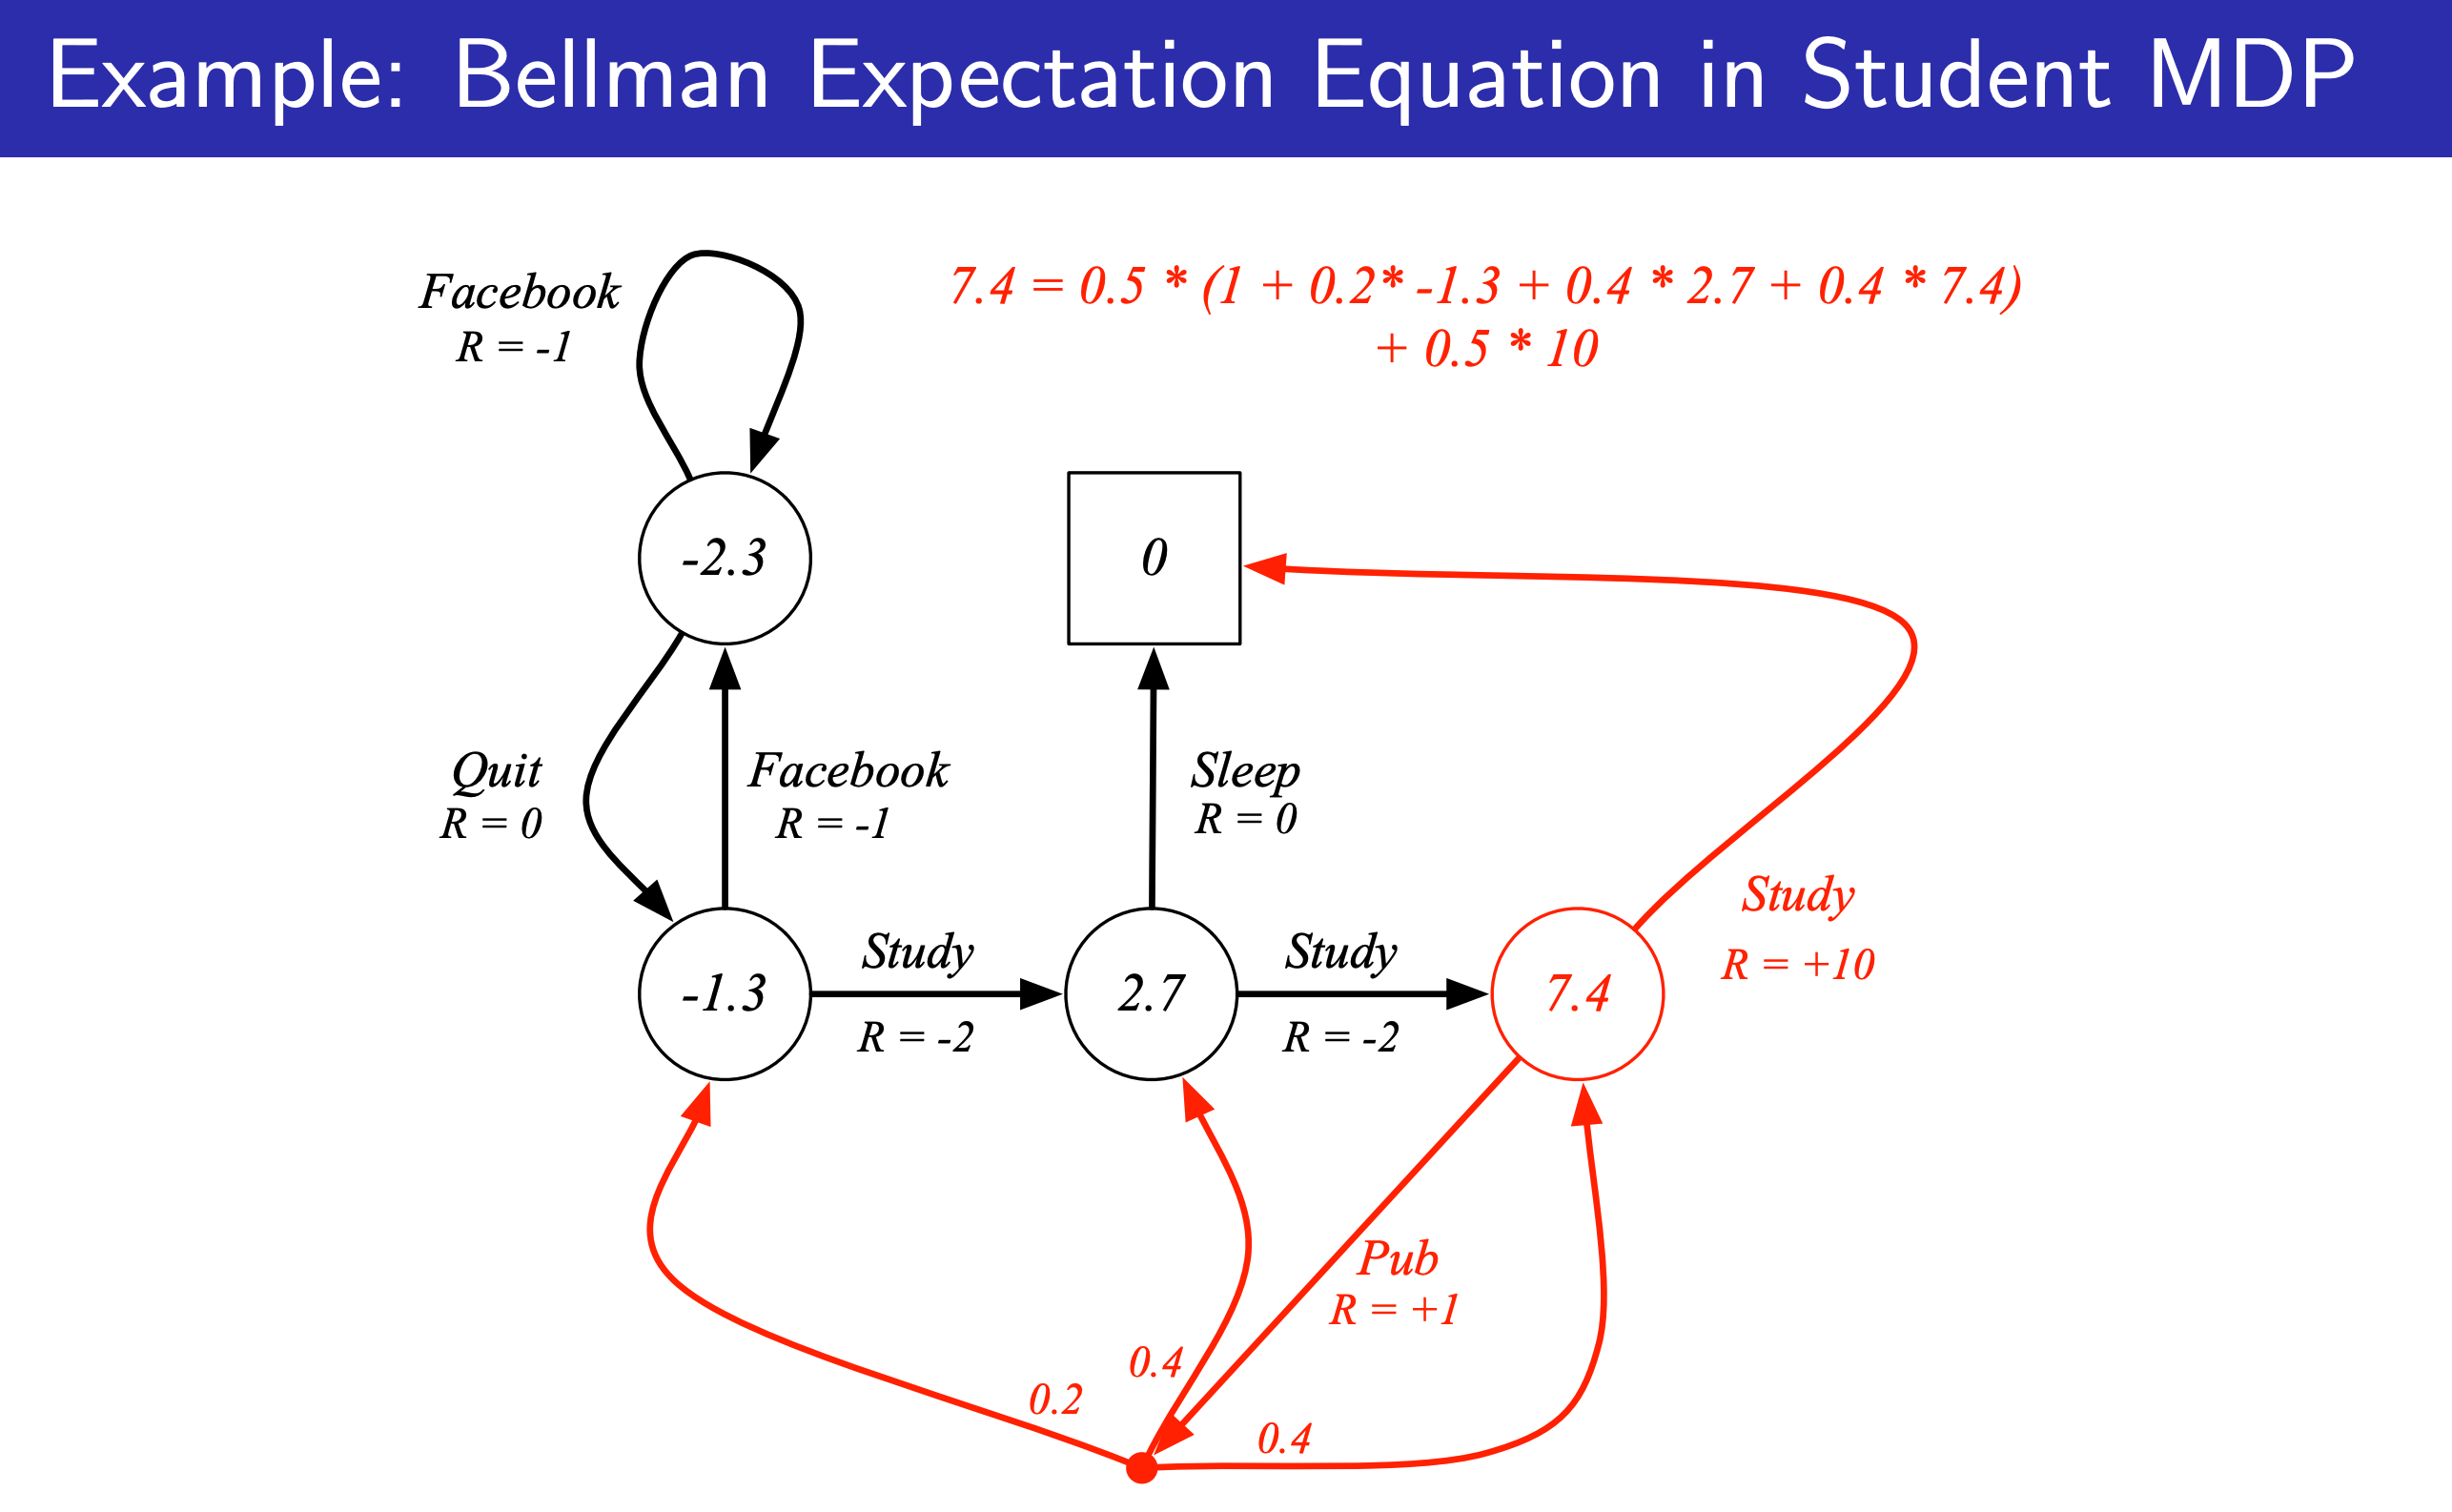 Example: Bellman Expectation Equation in Student MDP
7.4 = 0.5 * (1 + 0.2* -1.3 + 0.4 * 2.7 + 0.4 * 7.4)
+ 0.5 * 10
Facebook
R = -1
-2.3
0
Quit
R = 0
Facebook
R = -1
Sleep
R = 0
Study
R = +10
-1.3
Study
R = -2
2.7
Study
R = -2
7.4
Pub
R = +1
0.4
0.2
0.4